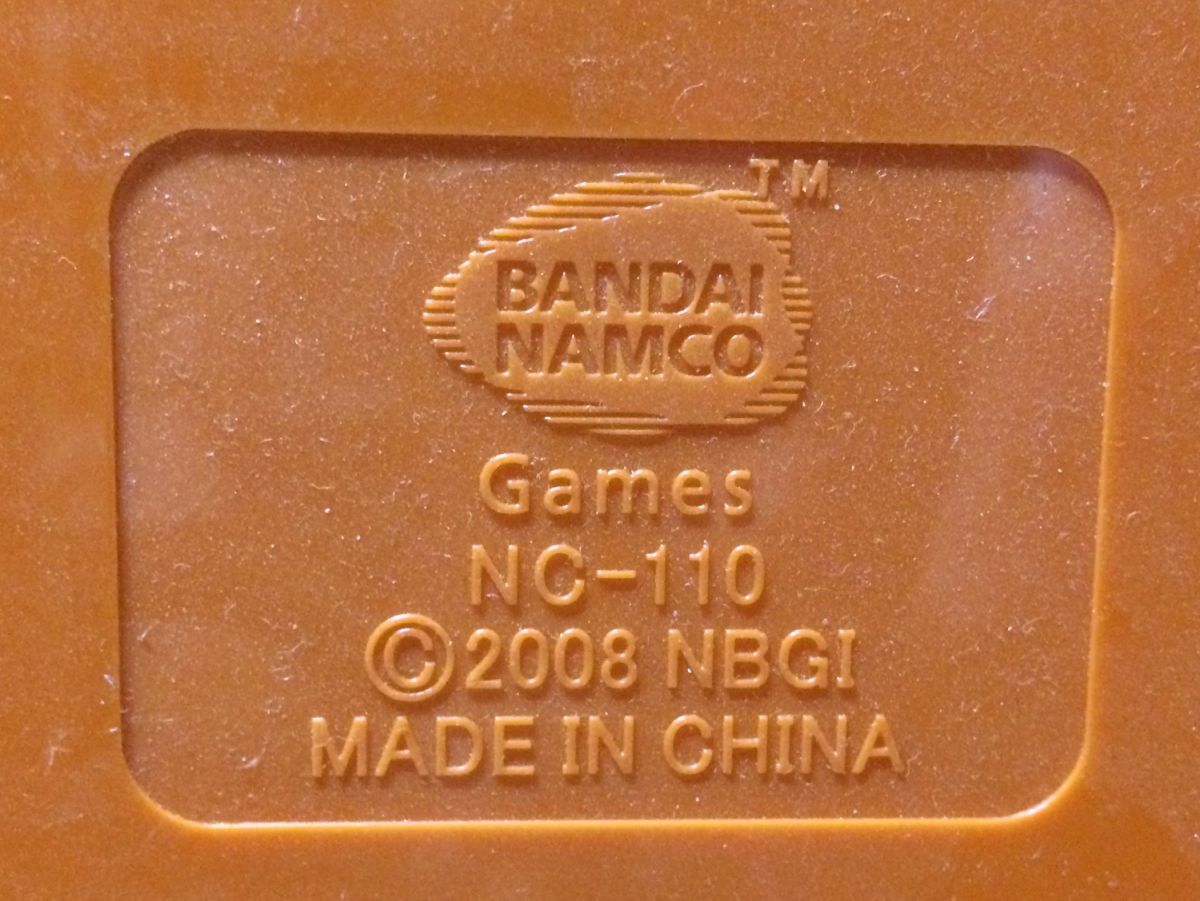 TM
BANDAI
NAMCO
Games
NC-110
©2008 NBGI
MADE IN CHINA